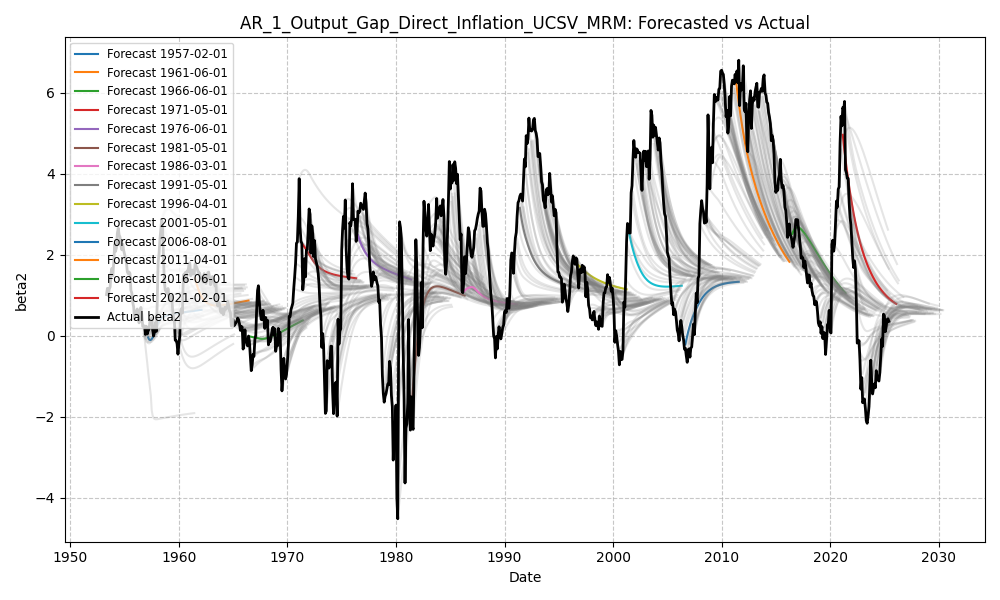 AR_1_Output_Gap_Direct_Inflation_UCSV_MRM: Forecasted vs Actual
Forecast 1957-02-01
Forecast 1961-06-01
Forecast 1966-06-01
Forecast 1971-05-01
Forecast 1976-06-01
Forecast 1981-05-01
Forecast 1986-03-01
Forecast 1991-05-01
Forecast 1996-04-01
Forecast 2001-05-01
Forecast 2006-08-01
Forecast 2011-04-01
Forecast 2016-06-01
Forecast 2021-02-01
Actual beta2
6
4
2
0
−2
−4
beta2
1950 1960 1970 1980 1990 2000 2010 2020 2030
Date